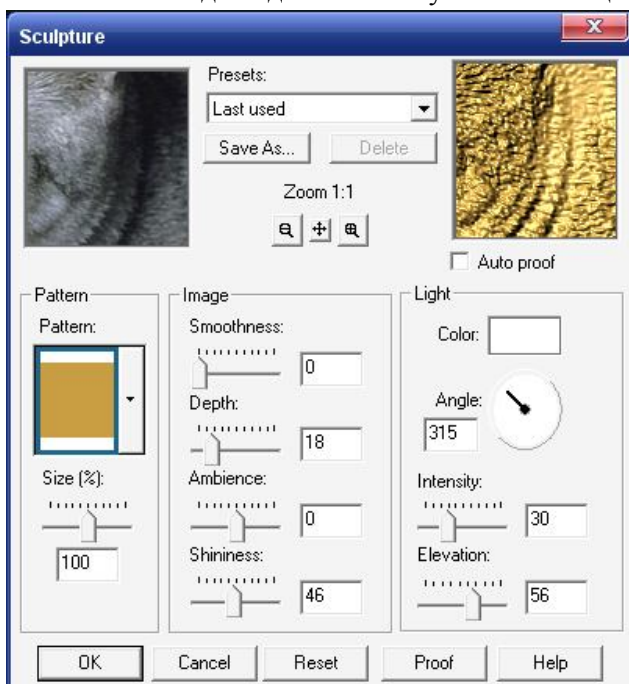 Sculpture
Presets:
Last used
Save As... Delete
Zoom 1:1
Auto proof
Pattern
Pattern:
Size (%):
100
Image
Smoothness:
0
Depth:
18
Ambience:
0
Shininess:
46
Light
Color:
Angle:
315
Intensity:
30
Elevation:
56
OK Cancel Reset Proof Help